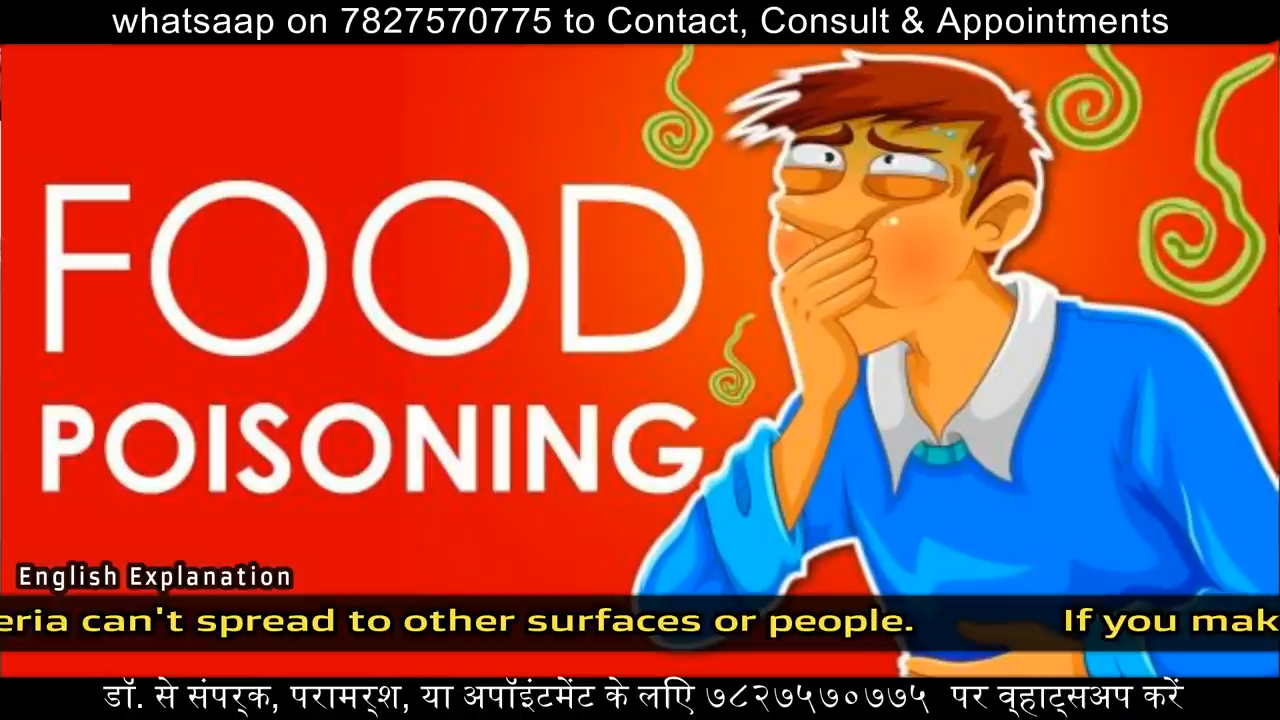 whatsaap on 7827570775 to Contact, Consult & Appointments
FOOD
POISONING
English Explanation
eria can't spread to other surfaces or people. If you mak
डॉ. से संपर्क, परामर्श, या अपॉइंटमेंट के लिए ७८२७५७०७७५ पर व्हाट्सअप करें